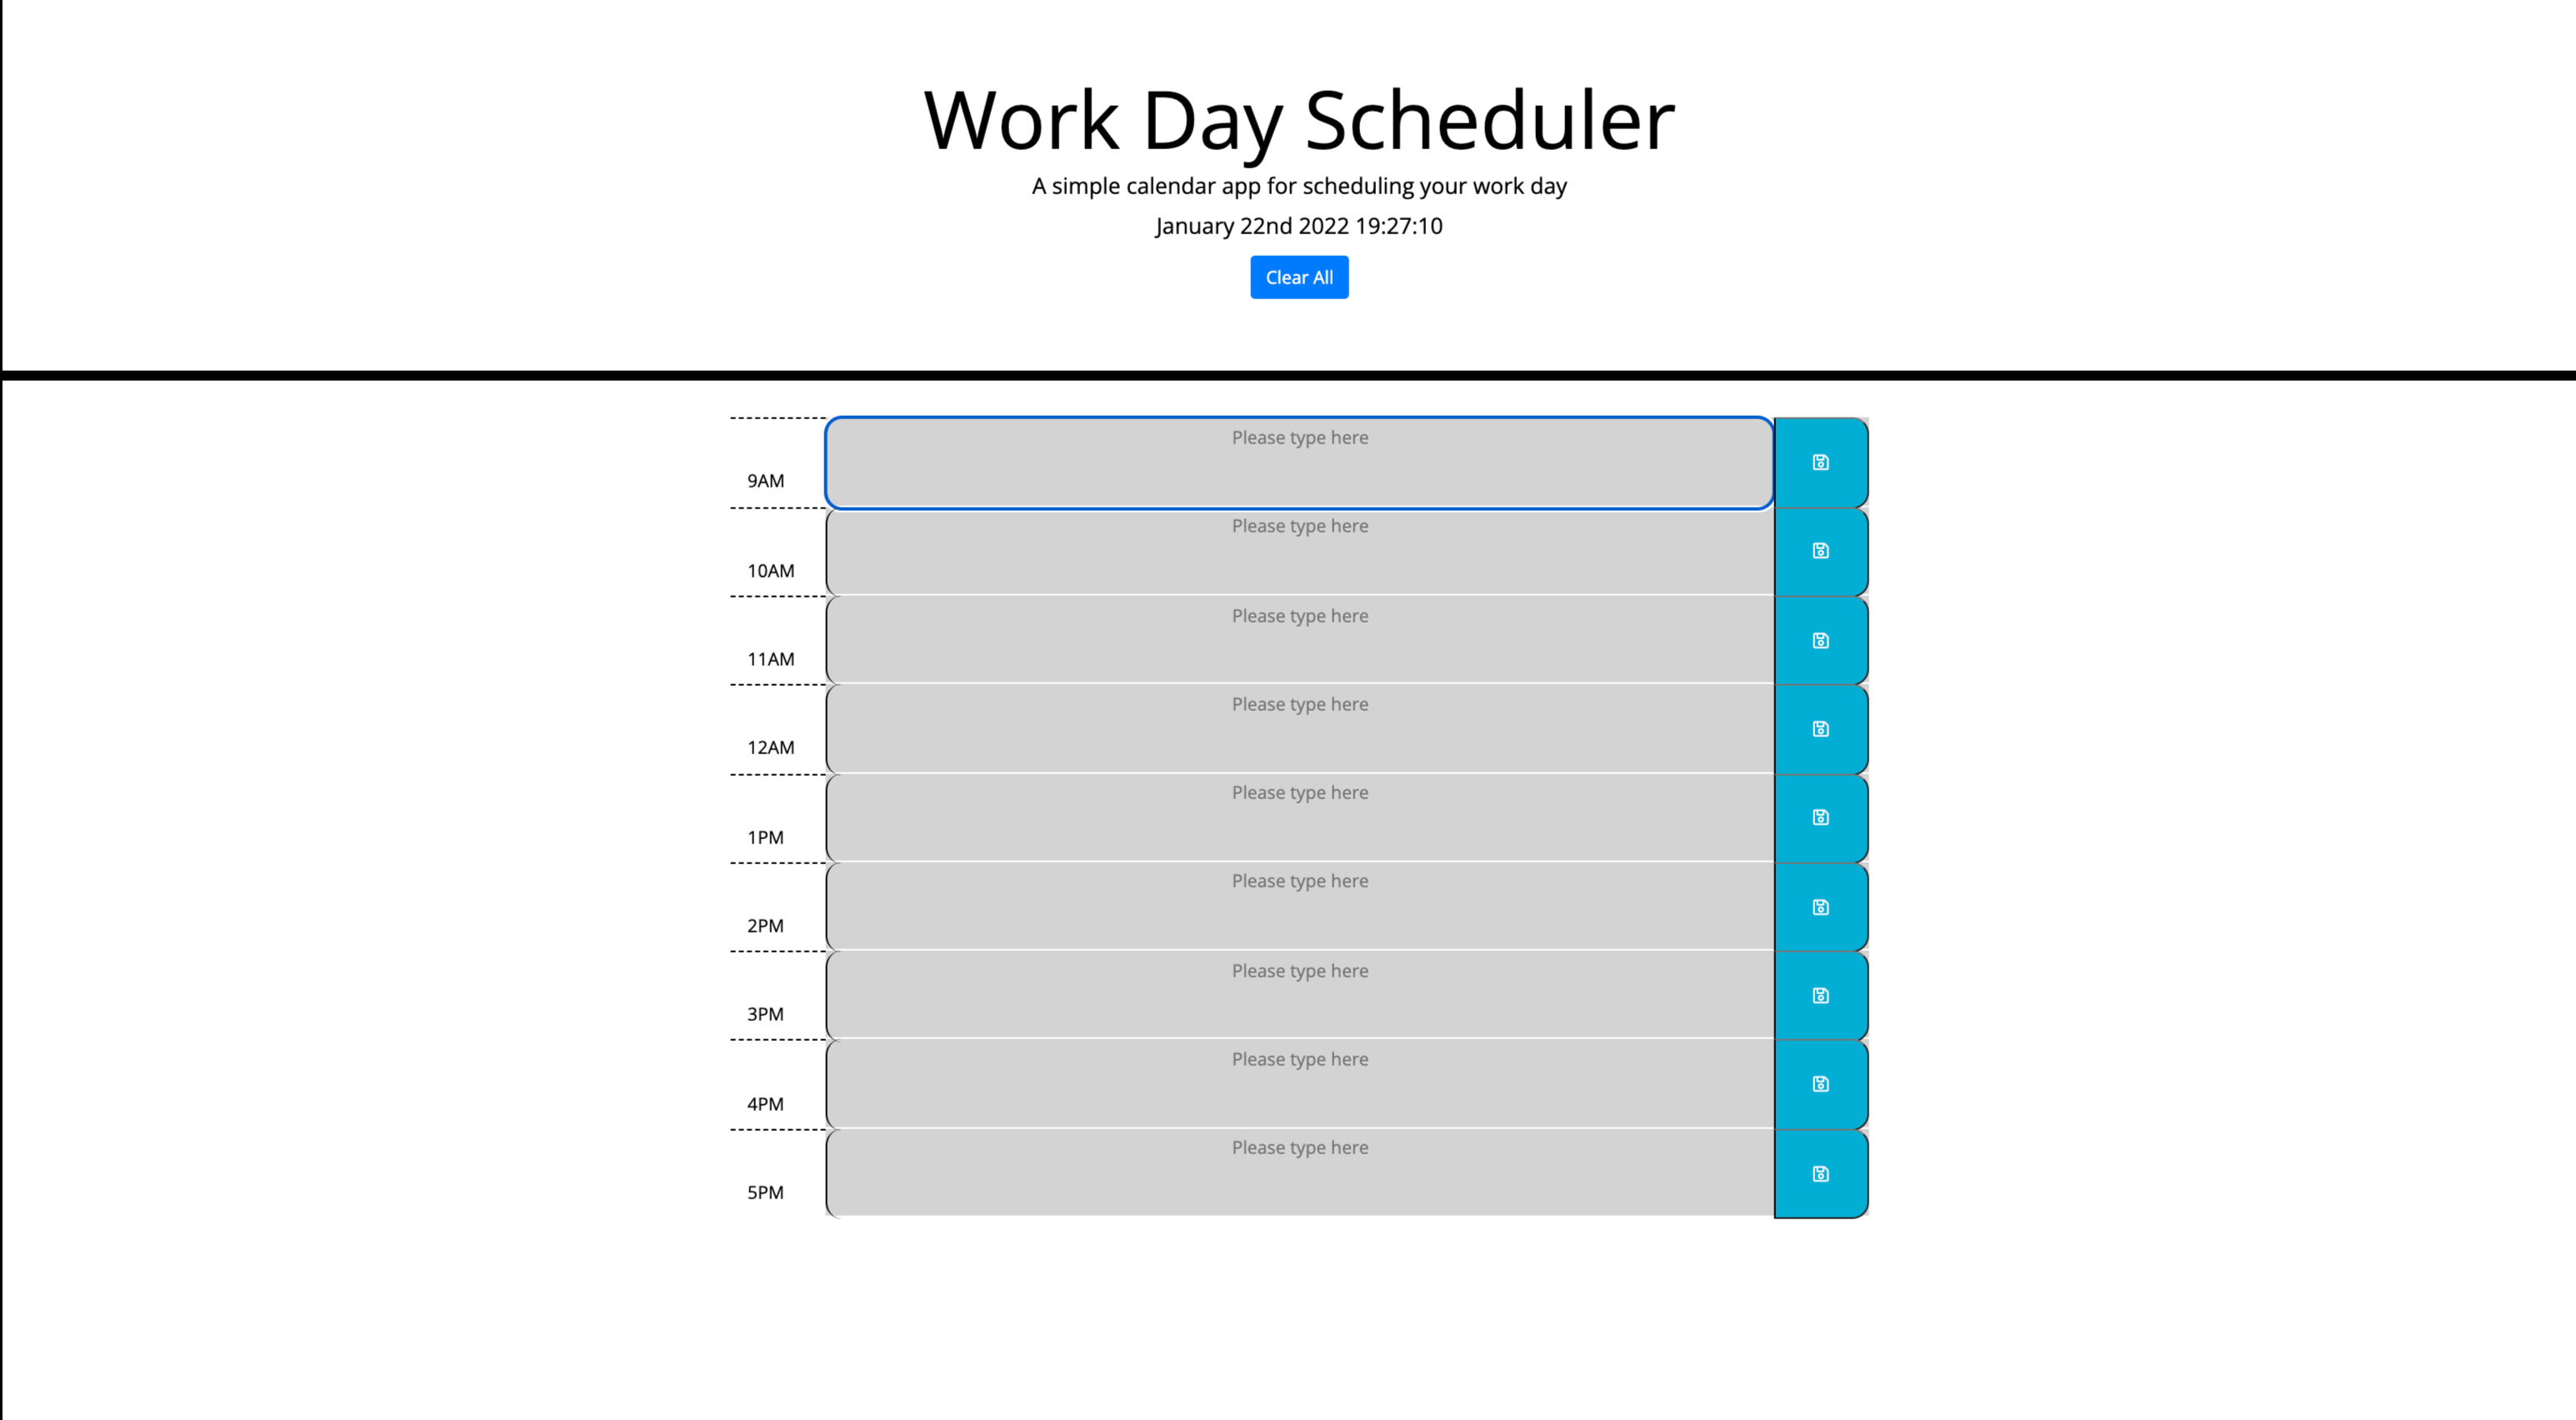 Work Day Scheduler
A simple calendar app for scheduling your work day
January 22nd 2022 19:27:10
Clear All
Please type here
9AM
Please type here
10AM
Please type here
11AM
Please type here
12AM
Please type here
1PM
Please type here
2PM
Please type here
3PM
Please type here
4PM
Please type here
5PM